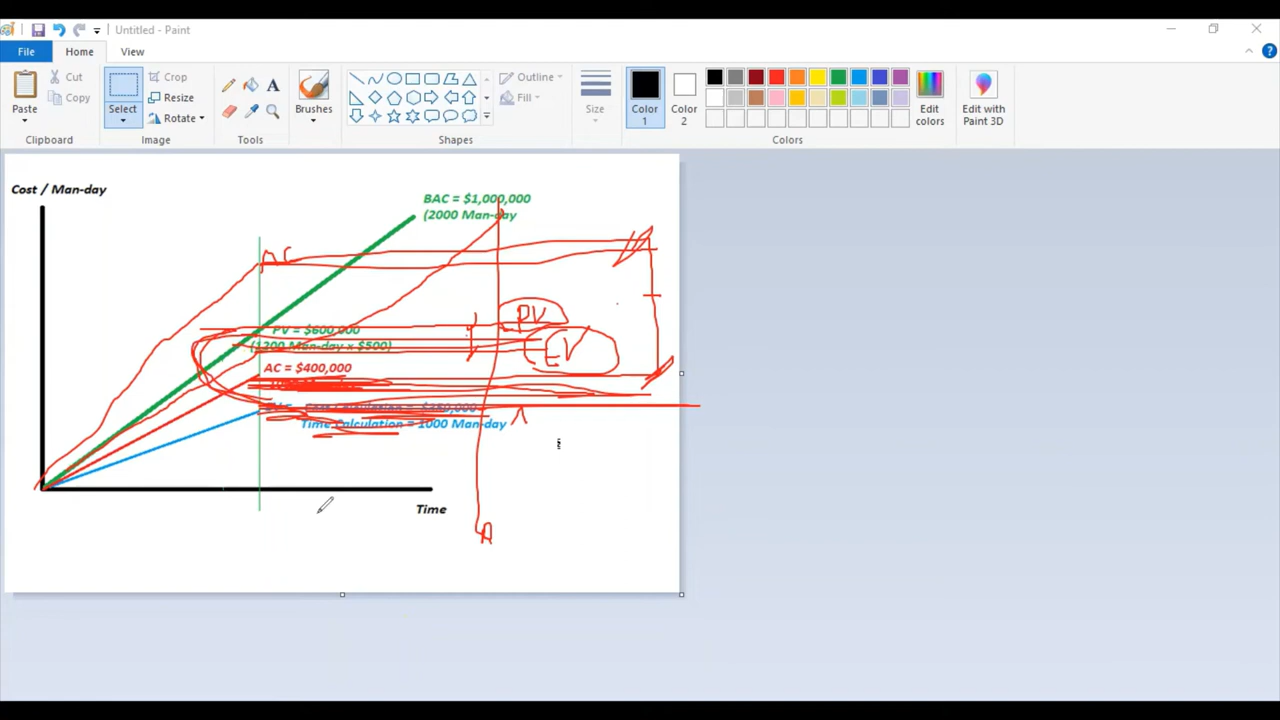 Untitled - Paint
File
Home
View
Paste
Cut
Copy
Clipboard
Select
Crop
Resize
Rotate
Image
Tools
Brushes
Shapes
Outline
Fill
Size
Color 1
Color 2
Colors
Edit colors
Edit with Paint 3D
Cost / Man-day
BAC = $1,000,000
(2000 Man-day
AC
PV
PV = $600,000
(1200 Man-day x $500)
EV
AC = $400,000
Cost Calculation =
Time Calculation = 1000 Man-day
Time
A